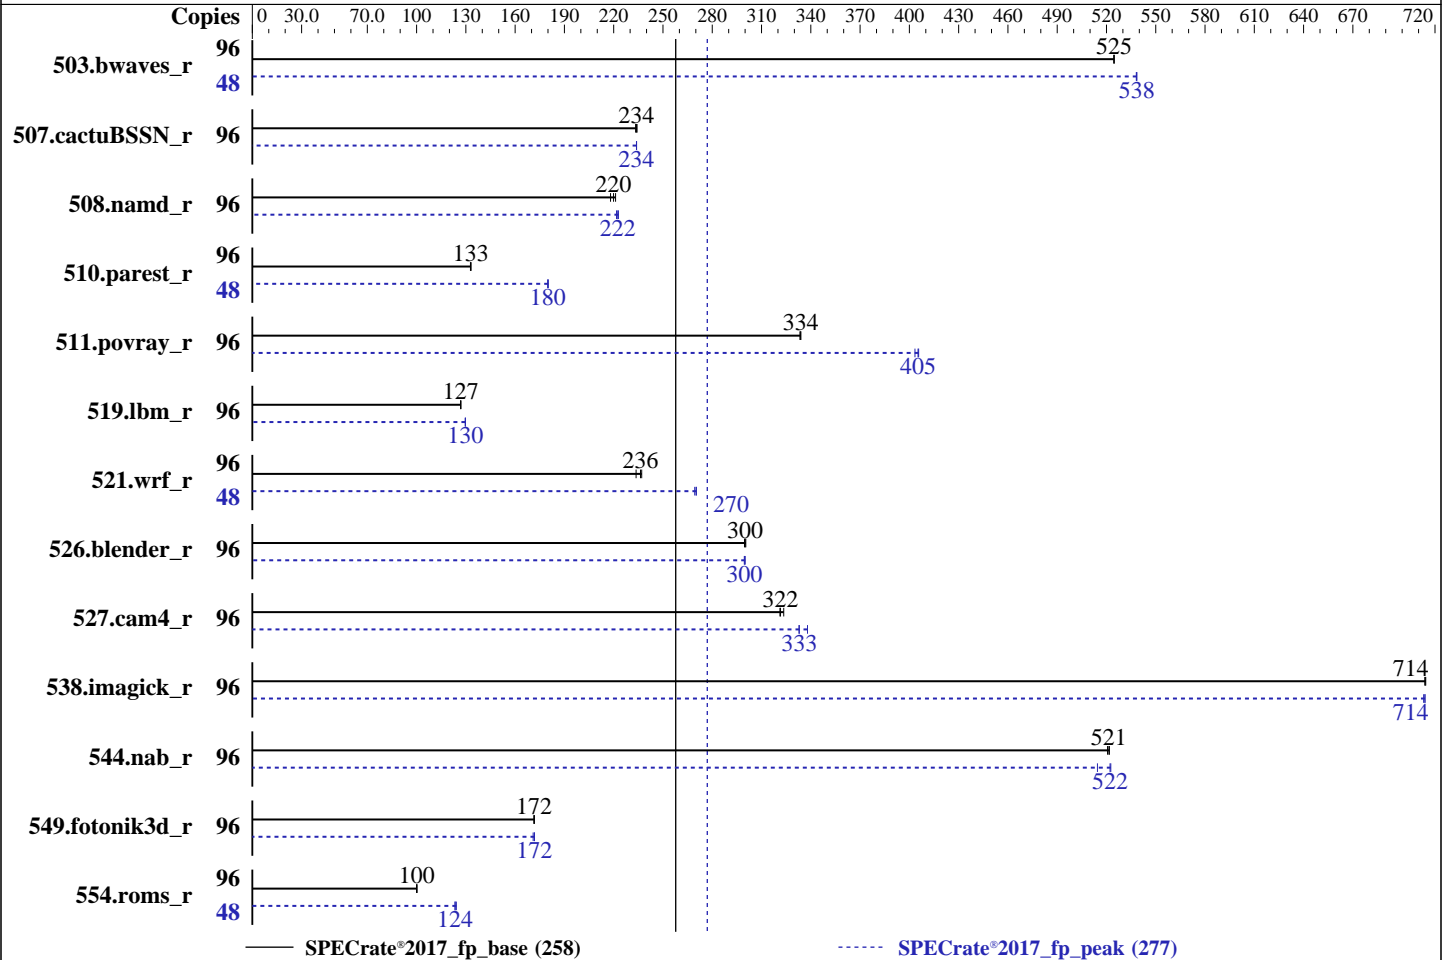 Copies 0 30.0 70.0 100 130 160 190 220 250 280 310 340 370 400 430 460 490 520 550 580 610 640 670 720
503.bwaves_r 96 525
48 538
507.cactuBSSN_r 96 234
234
508.namd_r 96 220
222
510.parest_r 96 133
48 180
511.povray_r 96 334
405
519.lbm_r 96 127
130
521.wrf_r 96 236
48 270
526.blender_r 96 300
300
527.cam4_r 96 322
333
538.imagick_r 96 714
714
544.nab_r 96 521
522
549.fotonik3d_r 96 172
172
554.roms_r 96 100
48 124
SPECrate®2017_fp_base (258) SPECrate®2017_fp_peak (277)